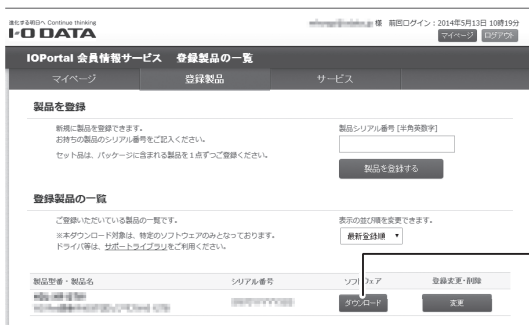 進化する明日へ Continue thinking
I-O DATA
様 前回ログイン：2014年5月13日 10時19分
マイページ ログアウト
IOPortal 会員情報サービス 登録製品の一覧
マイページ 登録製品 サービス
製品を登録
新規に製品を登録できます。
お持ちの製品のシリアル番号をご記入ください。
セット品は、パッケージに含まれる製品を1点ずつご登録ください。
製品シリアル番号 [半角英数字]
製品を登録する
登録製品の一覧
ご登録いただいている製品の一覧です。
※本ダウンロード対象は、特定のソフトウェアのみとなっております。
ドライバ等は、サポートライブラリをご利用ください。
表示の並び順を変更できます。
最新登録順
製品型番・製品名 シリアル番号 ソフトウェア 登録変更・削除
ダウンロード 変更